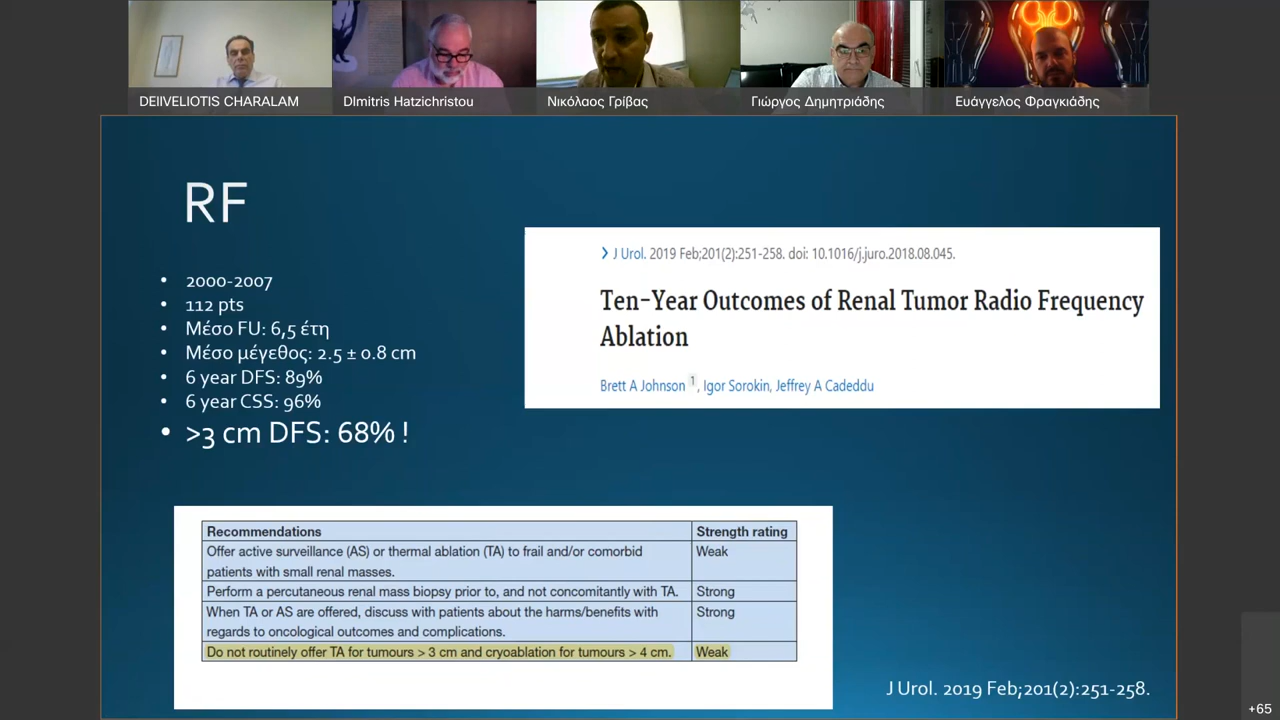 DEIIVELIOTIS CHARALAM
DImitris Hatzichristou
Νικόλαος Γρίβας
Γιώργος Δημητριάδης
Ευάγγελος Φραγκιάδης
RF
• 2000-2007
• 112 pts
• Μέσο FU: 6,5 έτη
• Μέσο μέγεθος: 2.5 ± 0.8 cm
• 6 year DFS: 89%
• 6 year CSS: 96%
• >3 cm DFS: 68% !
> J Urol. 2019 Feb;201(2):251-258. doi: 10.1016/j.juro.2018.08.045.
Ten-Year Outcomes of Renal Tumor Radio Frequency
Ablation
Brett A Johnson 1, Igor Sorokin, Jeffrey A Cadeddu
Recommendations Strength rating
Offer active surveillance (AS) or thermal ablation (TA) to frail and/or comorbid Weak
patients with small renal masses.
Perform a percutaneous renal mass biopsy prior to, and not concomitantly with TA. Strong
When TA or AS are offered, discuss with patients about the harms/benefits with Strong
regards to oncological outcomes and complications.
Do not routinely offer TA for tumours > 3 cm and cryoablation for tumours > 4 cm. Weak
J Urol. 2019 Feb;201(2):251-258.
+65